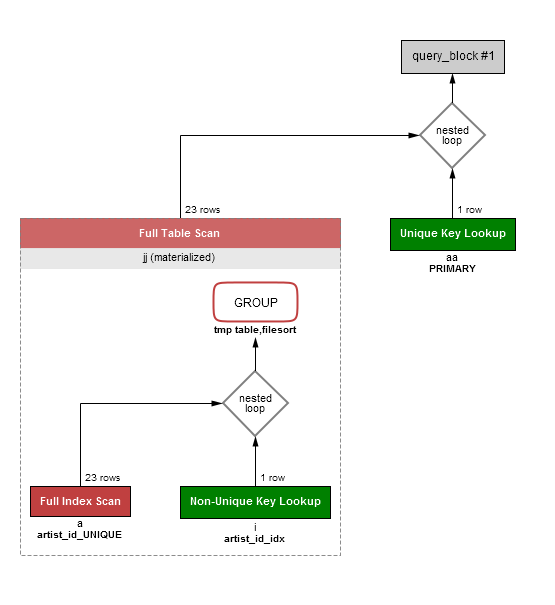 query_block #1
nested
loop
23 rows
1 row
Full Table Scan
Unique Key Lookup
jj (materialized)
aa
PRIMARY
GROUP
tmp table,filesort
nested
loop
23 rows
1 row
Full Index Scan
Non-Unique Key Lookup
a
artist_id_UNIQUE
i
artist_id_idx